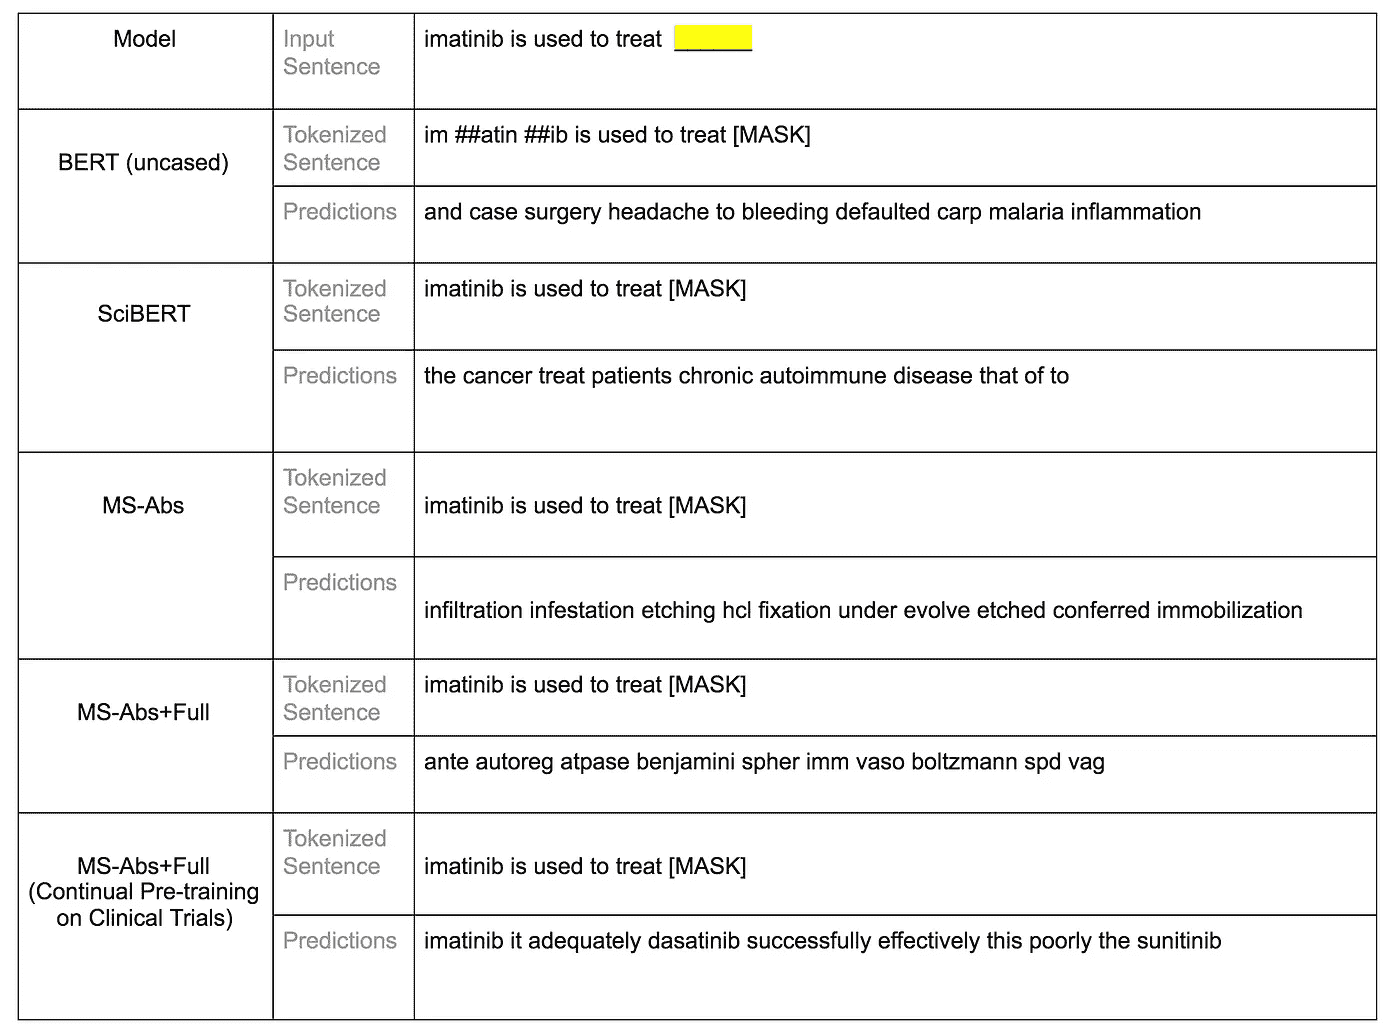 Model
Input
Sentence
imatinib is used to treat
BERT (uncased)
Tokenized
Sentence
im ##atin ##ib is used to treat [MASK]
Predictions
and case surgery headache to bleeding defaulted carp malaria inflammation
SciBERT
Tokenized
Sentence
imatinib is used to treat [MASK]
Predictions
the cancer treat patients chronic autoimmune disease that of to
MS-Abs
Tokenized
Sentence
imatinib is used to treat [MASK]
Predictions
infiltration infestation etching hcl fixation under evolve etched conferred immobilization
MS-Abs+Full
Tokenized
Sentence
imatinib is used to treat [MASK]
Predictions
ante autoreg atpase benjamini spher imm vaso boltzmann spd vag
MS-Abs+Full
(Continual Pre-training
on Clinical Trials)
Tokenized
Sentence
imatinib is used to treat [MASK]
Predictions
imatinib it adequately dasatinib successfully effectively this poorly the sunitinib